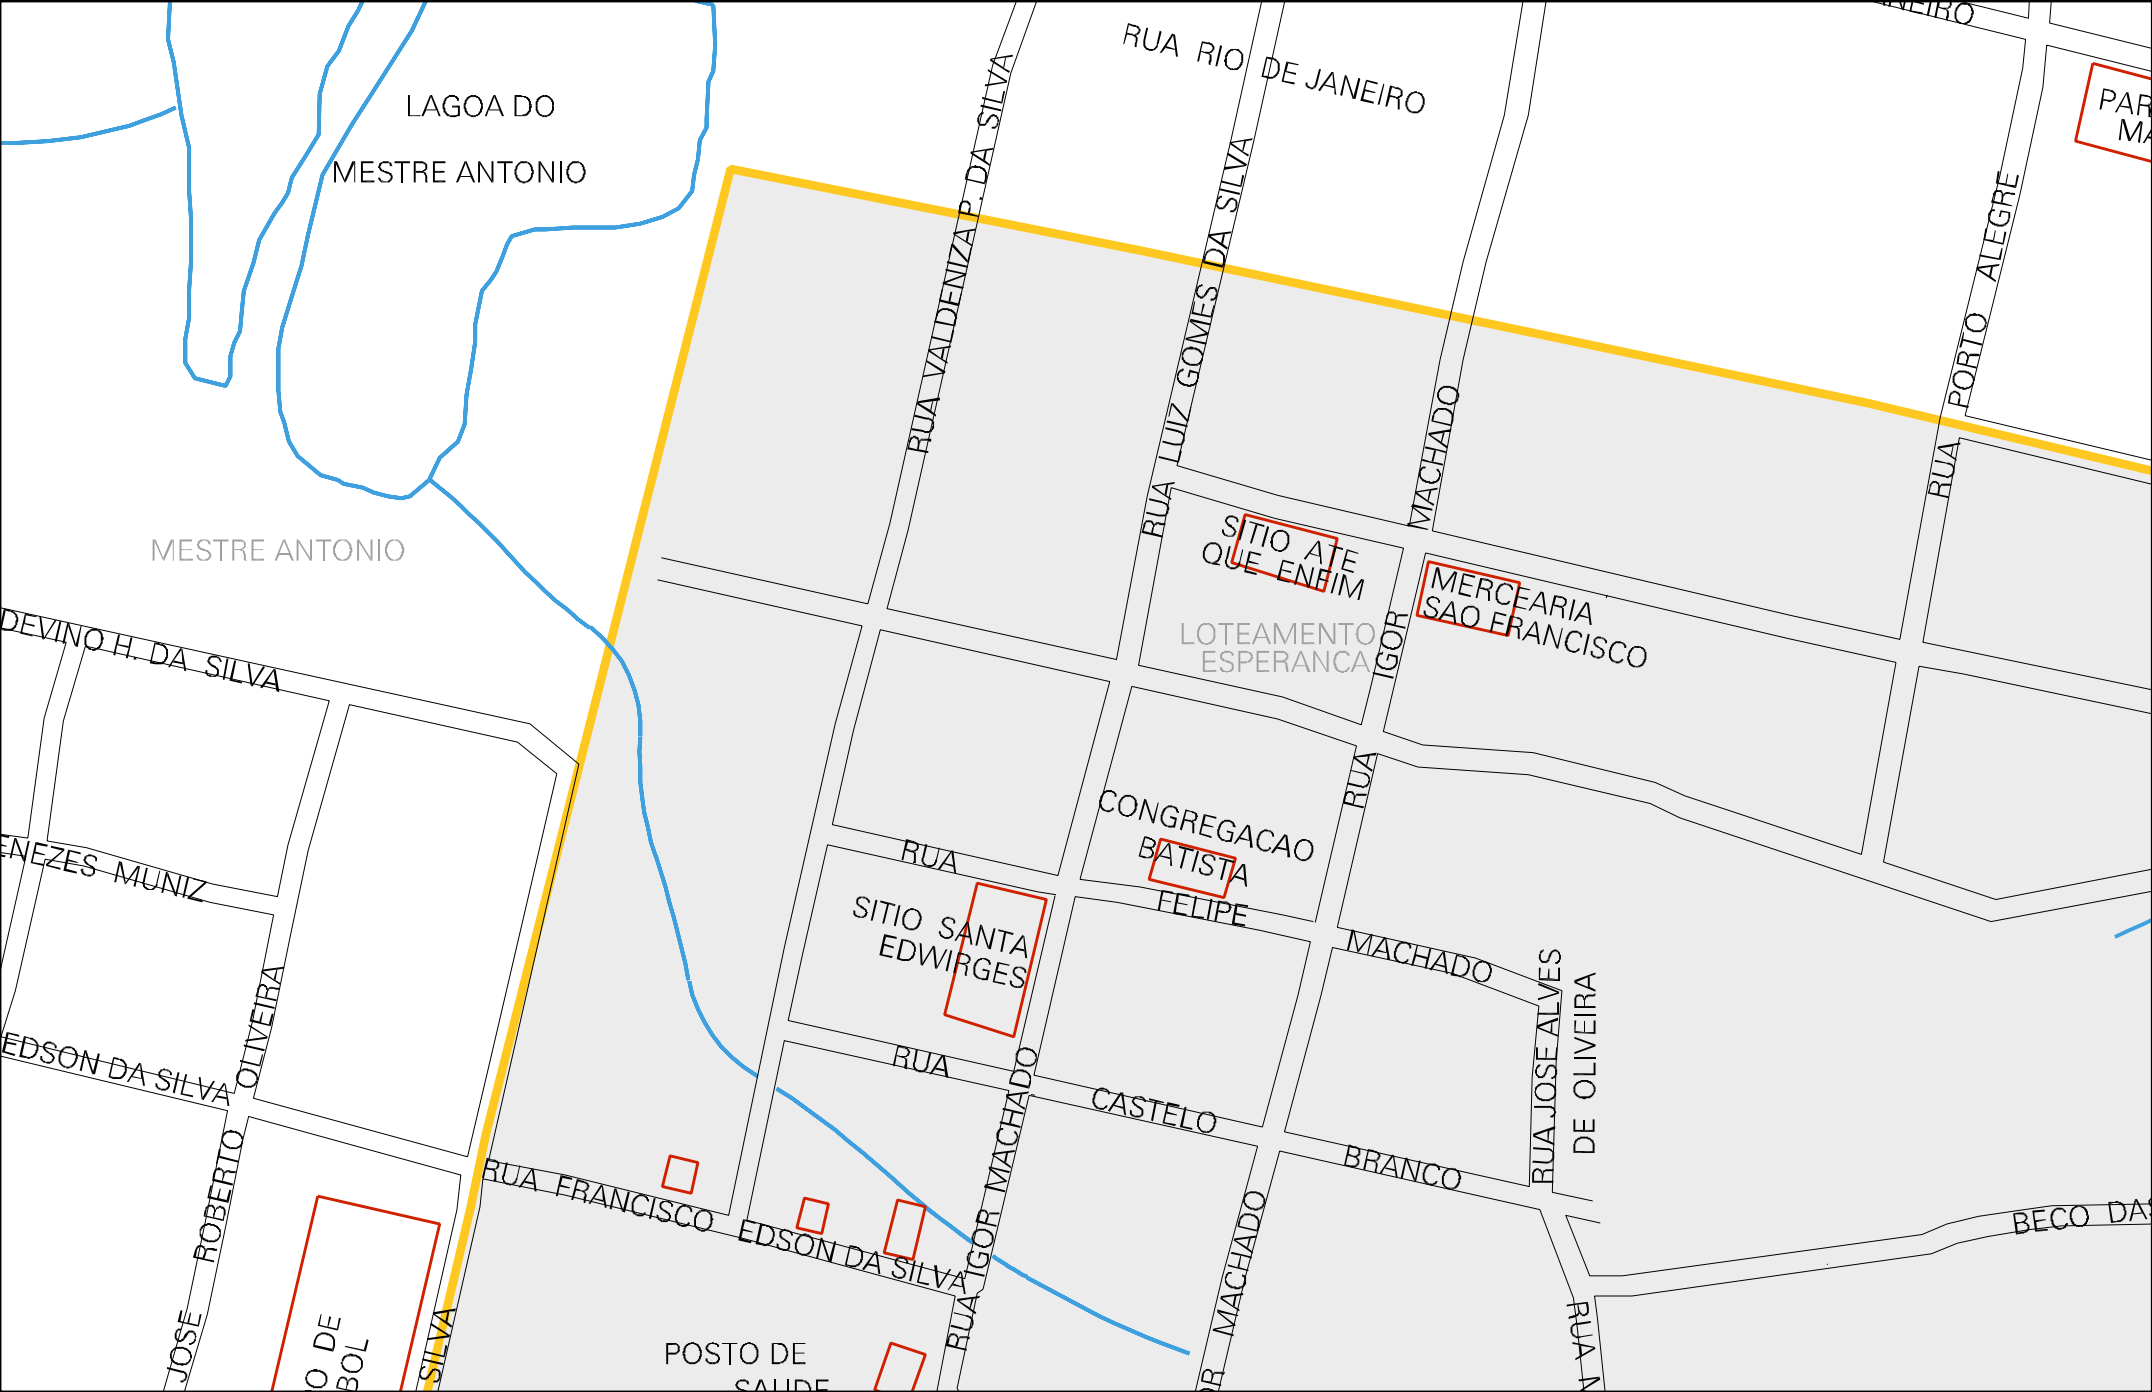 RUA RIO DE JANEIRO
LAGOA DO
MESTRE ANTONIO
RUA VALDENIZA P. DA SILVA
RUA LUIZ GOMES DA SILVA
RUA IGOR MACHADO
RUA PORTO ALEGRE
MESTRE ANTONIO
SITIO ATE
QUE ENFIM
MERCEARIA
SAO FRANCISCO
LOTEAMENTO
ESPERANCA
DEVINO H. DA SILVA
CONGREGACAO
BATISTA
RUA FELIPE MACHADO
ENEZES MUNIZ
SITIO SANTA
EDWIRGES
RUA JOSE ALVES
DE OLIVEIRA
EDSON DA SILVA
JOSE ROBERTO OLIVEIRA
RUA CASTELO BRANCO
RUA FRANCISCO EDSON DA SILVA
RUA IGOR MACHADO
MACHADO
BECO DAS
RUA
SILVA
POSTO DE
SAUDE